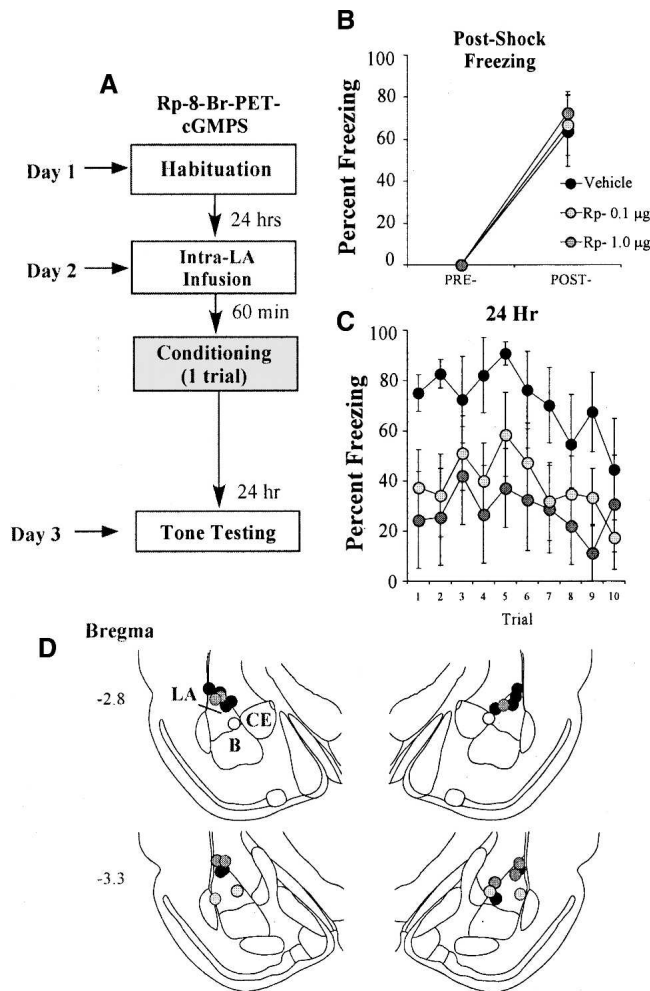 A
Rp-8-Br-PET-
cGMPS
Day 1
Habituation
24 hrs
Day 2
Intra-LA
Infusion
60 min
Conditioning
(1 trial)
24 hr
Day 3
Tone Testing
B
Post-Shock
Freezing
Percent Freezing
100
80
60
40
20
0
PRE-
POST-
Vehicle
Rp- 0.1 µg
Rp- 1.0 µg
C
24 Hr
Percent Freezing
100
80
60
40
20
0
1 2 3 4 5 6 7 8 9 10
Trial
D
Bregma
-2.8
LA
CE
B
-3.3